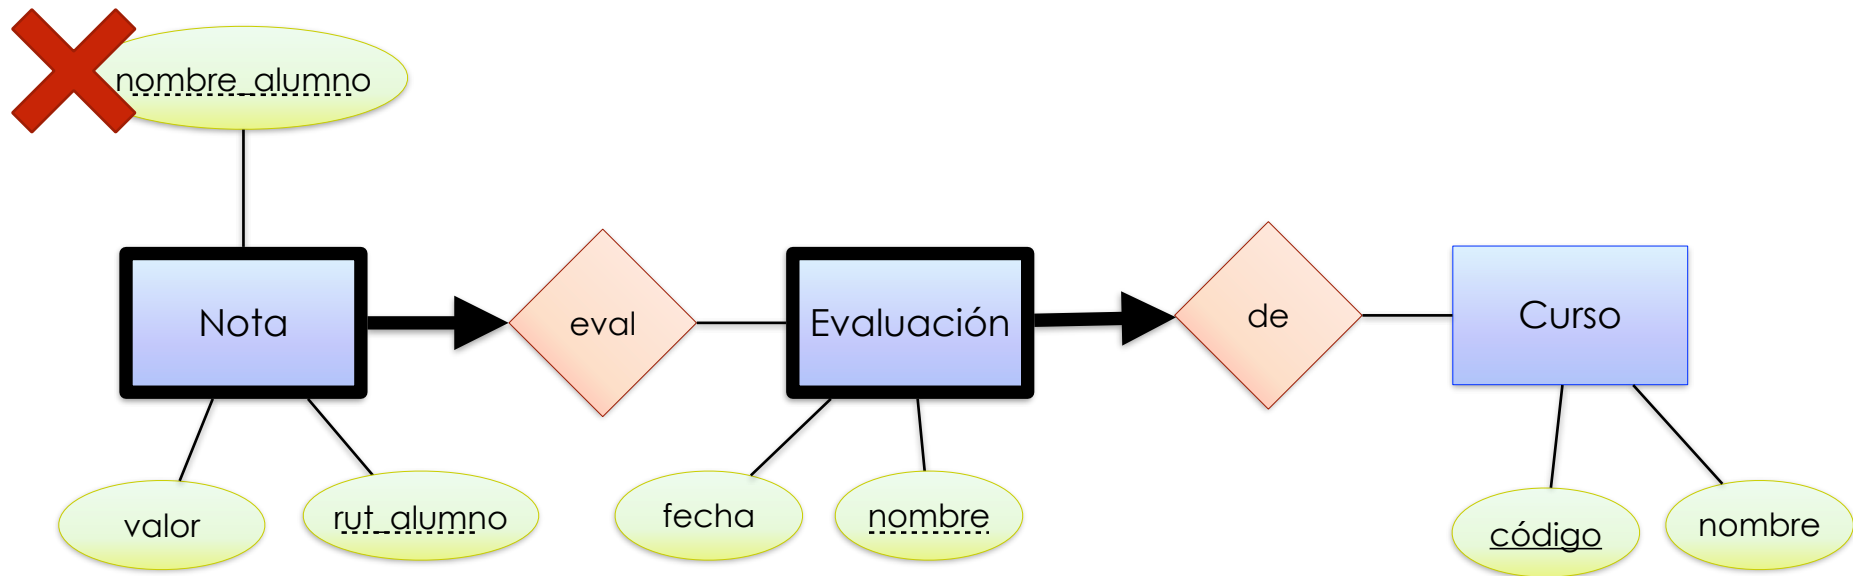 nombre_alumno
Nota
eval
Evaluación
de
Curso
valor
rut_alumno
fecha
nombre
código
nombre